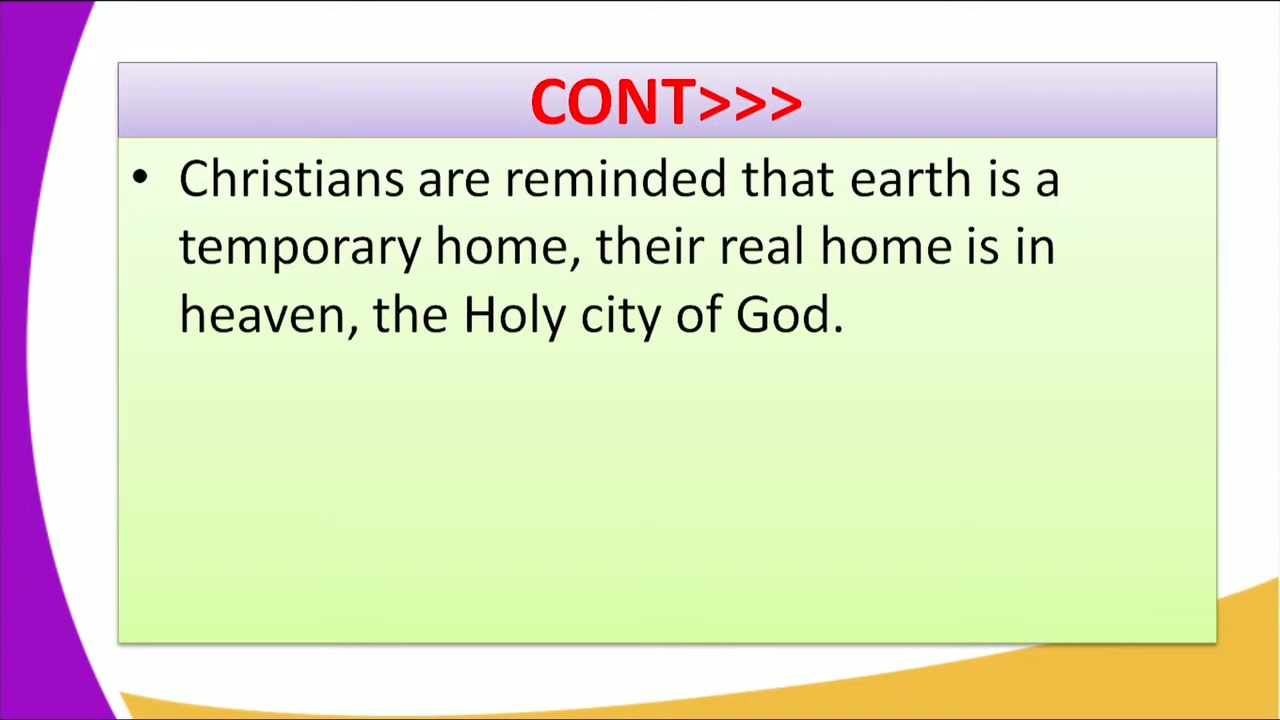 CONT>>>
• Christians are reminded that earth is a
temporary home, their real home is in
heaven, the Holy city of God.